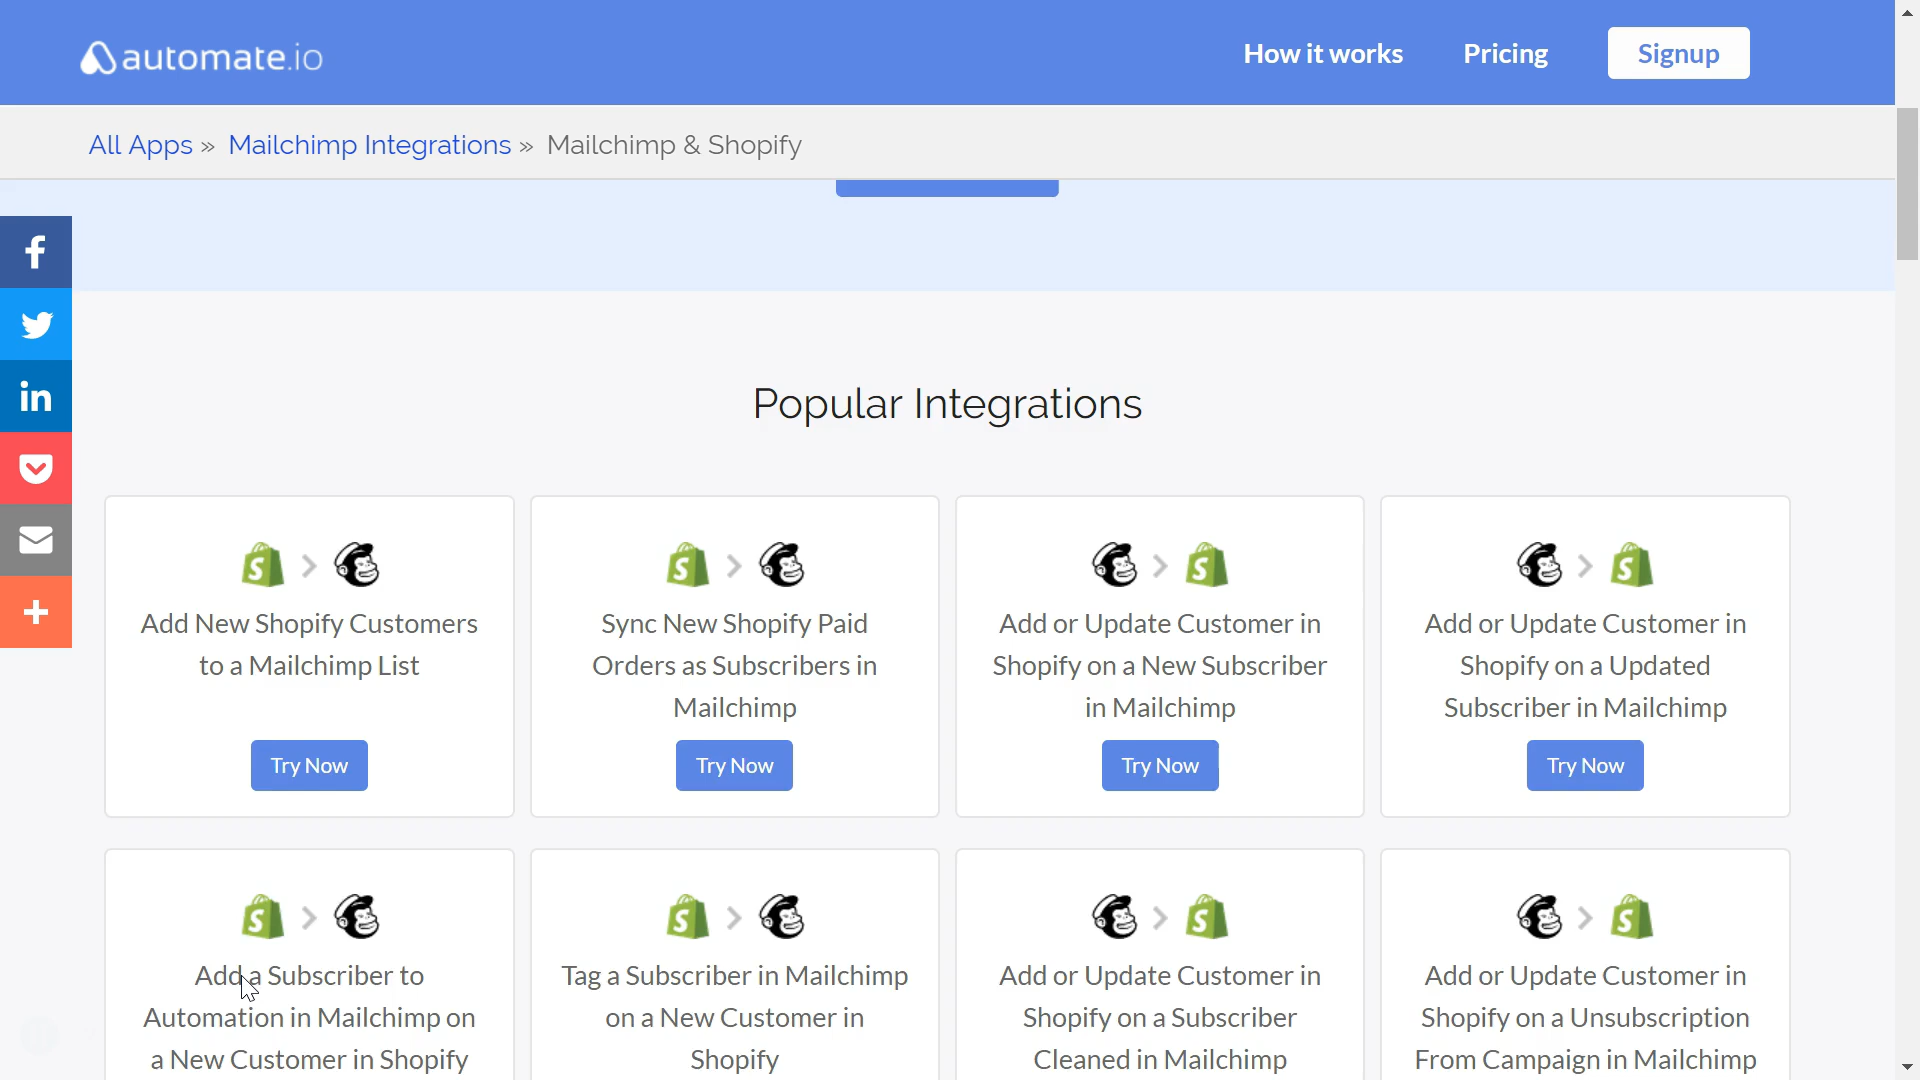 automate.io
How it works
Pricing
Signup
All Apps » Mailchimp Integrations » Mailchimp & Shopify
Popular Integrations
Add New Shopify Customers
to a Mailchimp List
Try Now
Sync New Shopify Paid
Orders as Subscribers in
Mailchimp
Try Now
Add or Update Customer in
Shopify on a New Subscriber
in Mailchimp
Try Now
Add or Update Customer in
Shopify on a Updated
Subscriber in Mailchimp
Try Now
Add a Subscriber to
Automation in Mailchimp on
a New Customer in Shopify
Tag a Subscriber in Mailchimp
on a New Customer in
Shopify
Add or Update Customer in
Shopify on a Subscriber
Cleaned in Mailchimp
Add or Update Customer in
Shopify on a Unsubscription
From Campaign in Mailchimp